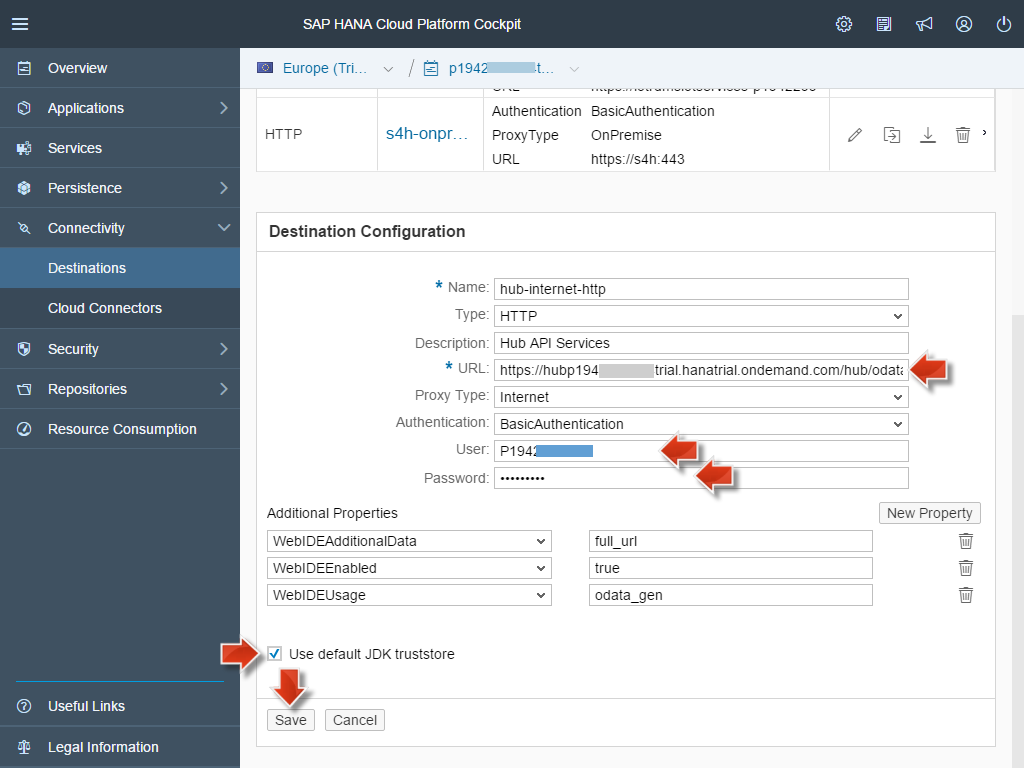 SAP HANA Cloud Platform Cockpit
Overview
Applications
Services
Persistence
Connectivity
Destinations
Cloud Connectors
Security
Repositories
Resource Consumption
Useful Links
Legal Information
Europe (Tri... / p1942 t...
HTTP s4h-onpr...
Authentication BasicAuthentication
ProxyType OnPremise
URL https://s4h:443
Destination Configuration
* Name: hub-internet-http
Type: HTTP
Description: Hub API Services
* URL: https://hubp194 trial.hanatrial.ondemand.com/hub/odata
Proxy Type: Internet
Authentication: BasicAuthentication
User: P1942
Password: •••••••••
Additional Properties New Property
WebIDEAdditionalData full_url
WebIDEEnabled true
WebIDEUsage odata_gen
Use default JDK truststore
Save Cancel